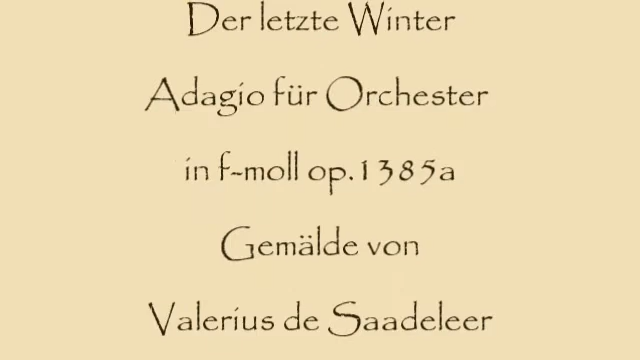 Der letzte Winter
Adagio für Orchester
in f-moll op.1385a
Gemälde von
Valerius de Saadeleer